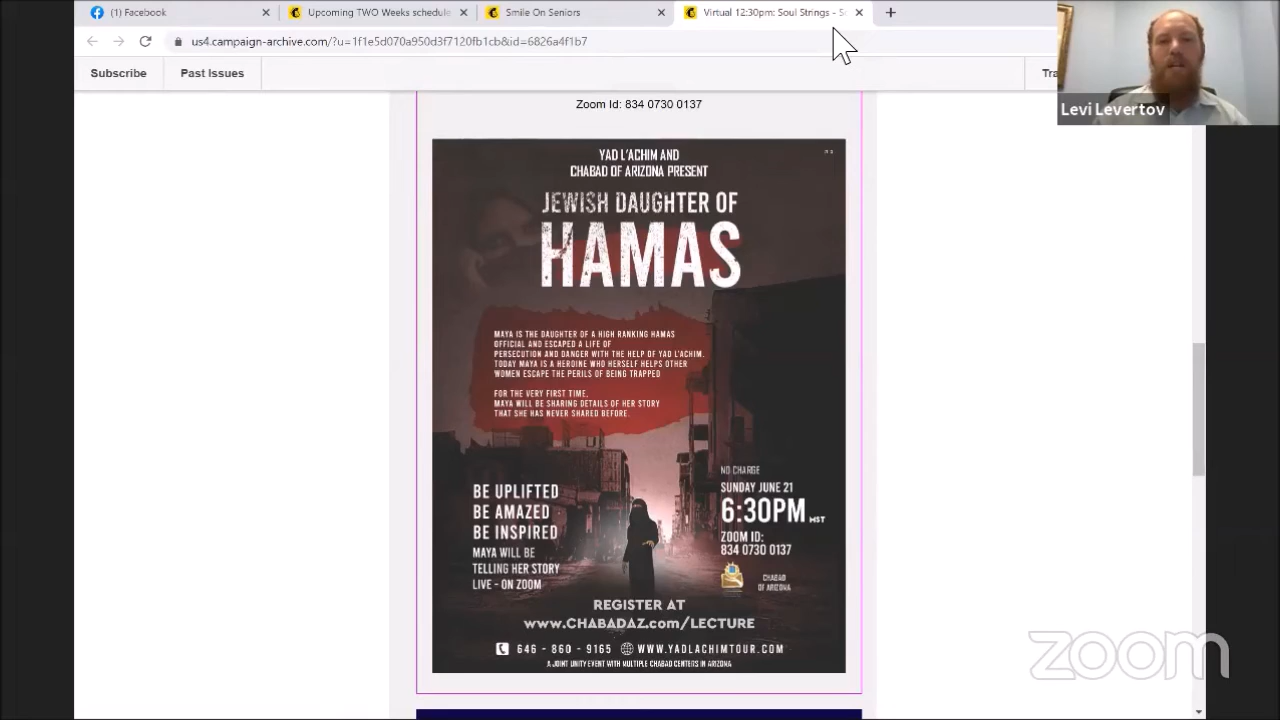 (1) Facebook
Upcoming TWO Weeks schedule
Smile On Seniors
Virtual 12:30pm: Soul Strings - S
us4.campaign-archive.com/?u=1f1e5d070a950d3f7120fb1cb&id=6826a4f1b7
Subscribe
Past Issues
Tra
Levi Levertov
Zoom Id: 834 0730 0137
YAD L'ACHIM AND
CHABAD OF ARIZONA PRESENT
JEWISH DAUGHTER OF
HAMAS
MAYA IS THE DAUGHTER OF A HIGH RANKING HAMAS
OFFICIAL AND ESCAPED A LIFE OF
PERSECUTION AND DANGER WITH THE HELP OF YAD L'ACHIM.
TODAY MAYA IS A HEROINE WHO HERSELF HELPS OTHER
WOMEN ESCAPE THE PERILS OF BEING TRAPPED
FOR THE VERY FIRST TIME,
MAYA WILL BE SHARING DETAILS OF HER STORY
THAT SHE HAS NEVER SHARED BEFORE.
BE UPLIFTED
BE AMAZED
BE INSPIRED
MAYA WILL BE
TELLING HER STORY
LIVE - ON ZOOM
NO CHARGE
SUNDAY JUNE 21
6:30PM MST
ZOOM ID:
834 0730 0137
CHABAD
OF ARIZONA
REGISTER AT
www.CHABADAZ.com/LECTURE
646 - 860 - 9165 WWW.YADLACHIMTOUR.COM
A JOINT UNITY EVENT WITH MULTIPLE CHABAD CENTERS IN ARIZONA
zoom